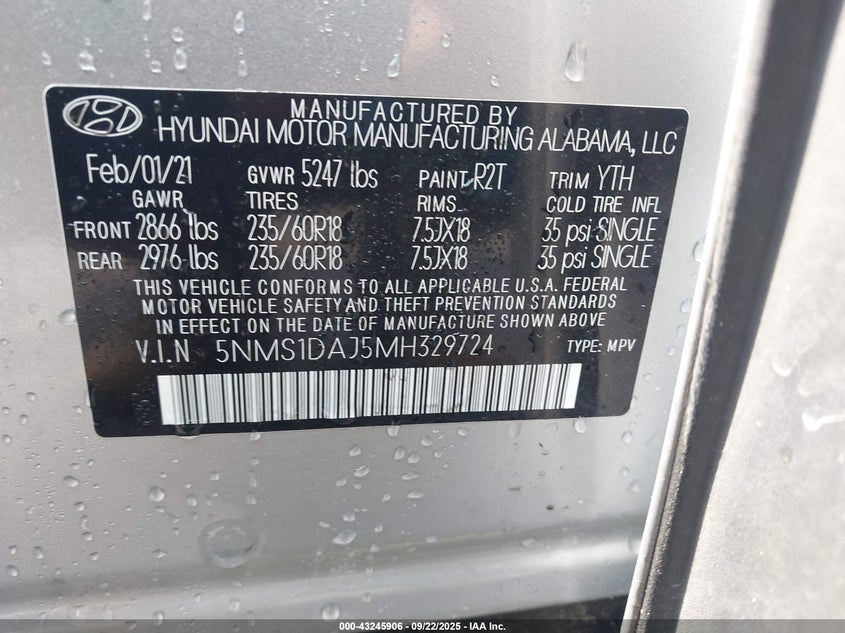 MANUFACTURED BY
HYUNDAI MOTOR MANUFACTURING ALABAMA, LLC
Feb/01/21 GVWR 5247 lbs PAINT R2T TRIM YTH
GAWR TIRES RIMS COLD TIRE INFL
FRONT 2866 lbs 235/60R18 7.5JX18 35 psi SINGLE
REAR 2976 lbs 235/60R18 7.5JX18 35 psi SINGLE
THIS VEHICLE CONFORMS TO ALL APPLICABLE U.S.A. FEDERAL
MOTOR VEHICLE SAFETY AND THEFT PREVENTION STANDARDS
IN EFFECT ON THE DATE OF MANUFACTURE SHOWN ABOVE
V.I.N 5NMS1DAJ5MH329724 TYPE: MPV
000-43245906 - 09/22/2025 - IAA Inc.